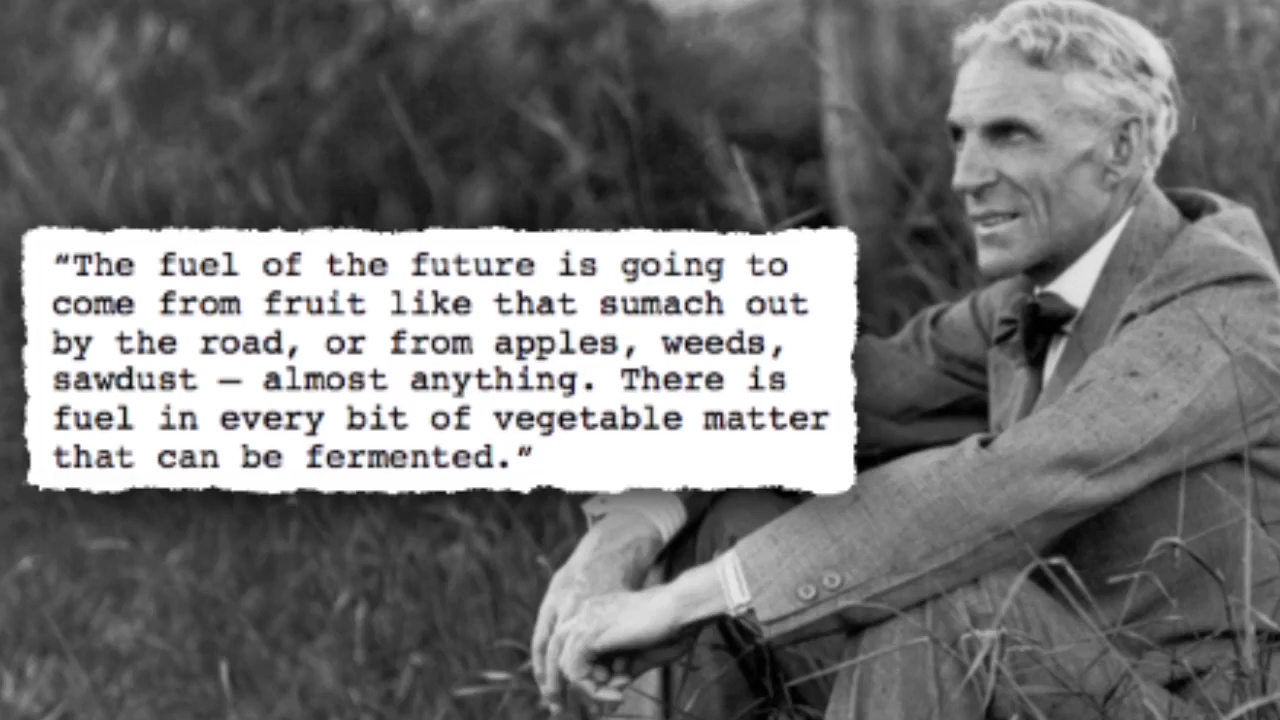 “The fuel of the future is going to
come from fruit like that sumach out
by the road, or from apples, weeds,
sawdust — almost anything. There is
fuel in every bit of vegetable matter
that can be fermented.”